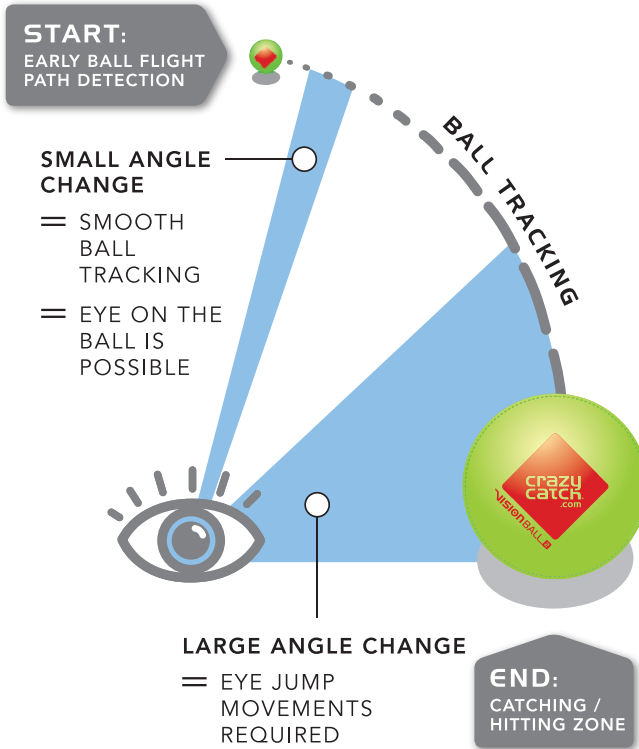 START:
EARLY BALL FLIGHT
PATH DETECTION
BALL TRACKING
SMALL ANGLE
CHANGE
= SMOOTH
BALL
TRACKING
= EYE ON THE
BALL IS
POSSIBLE
crazy
catch
.com
VISIONBALL 2
LARGE ANGLE CHANGE
= EYE JUMP
MOVEMENTS
REQUIRED
END:
CATCHING /
HITTING ZONE